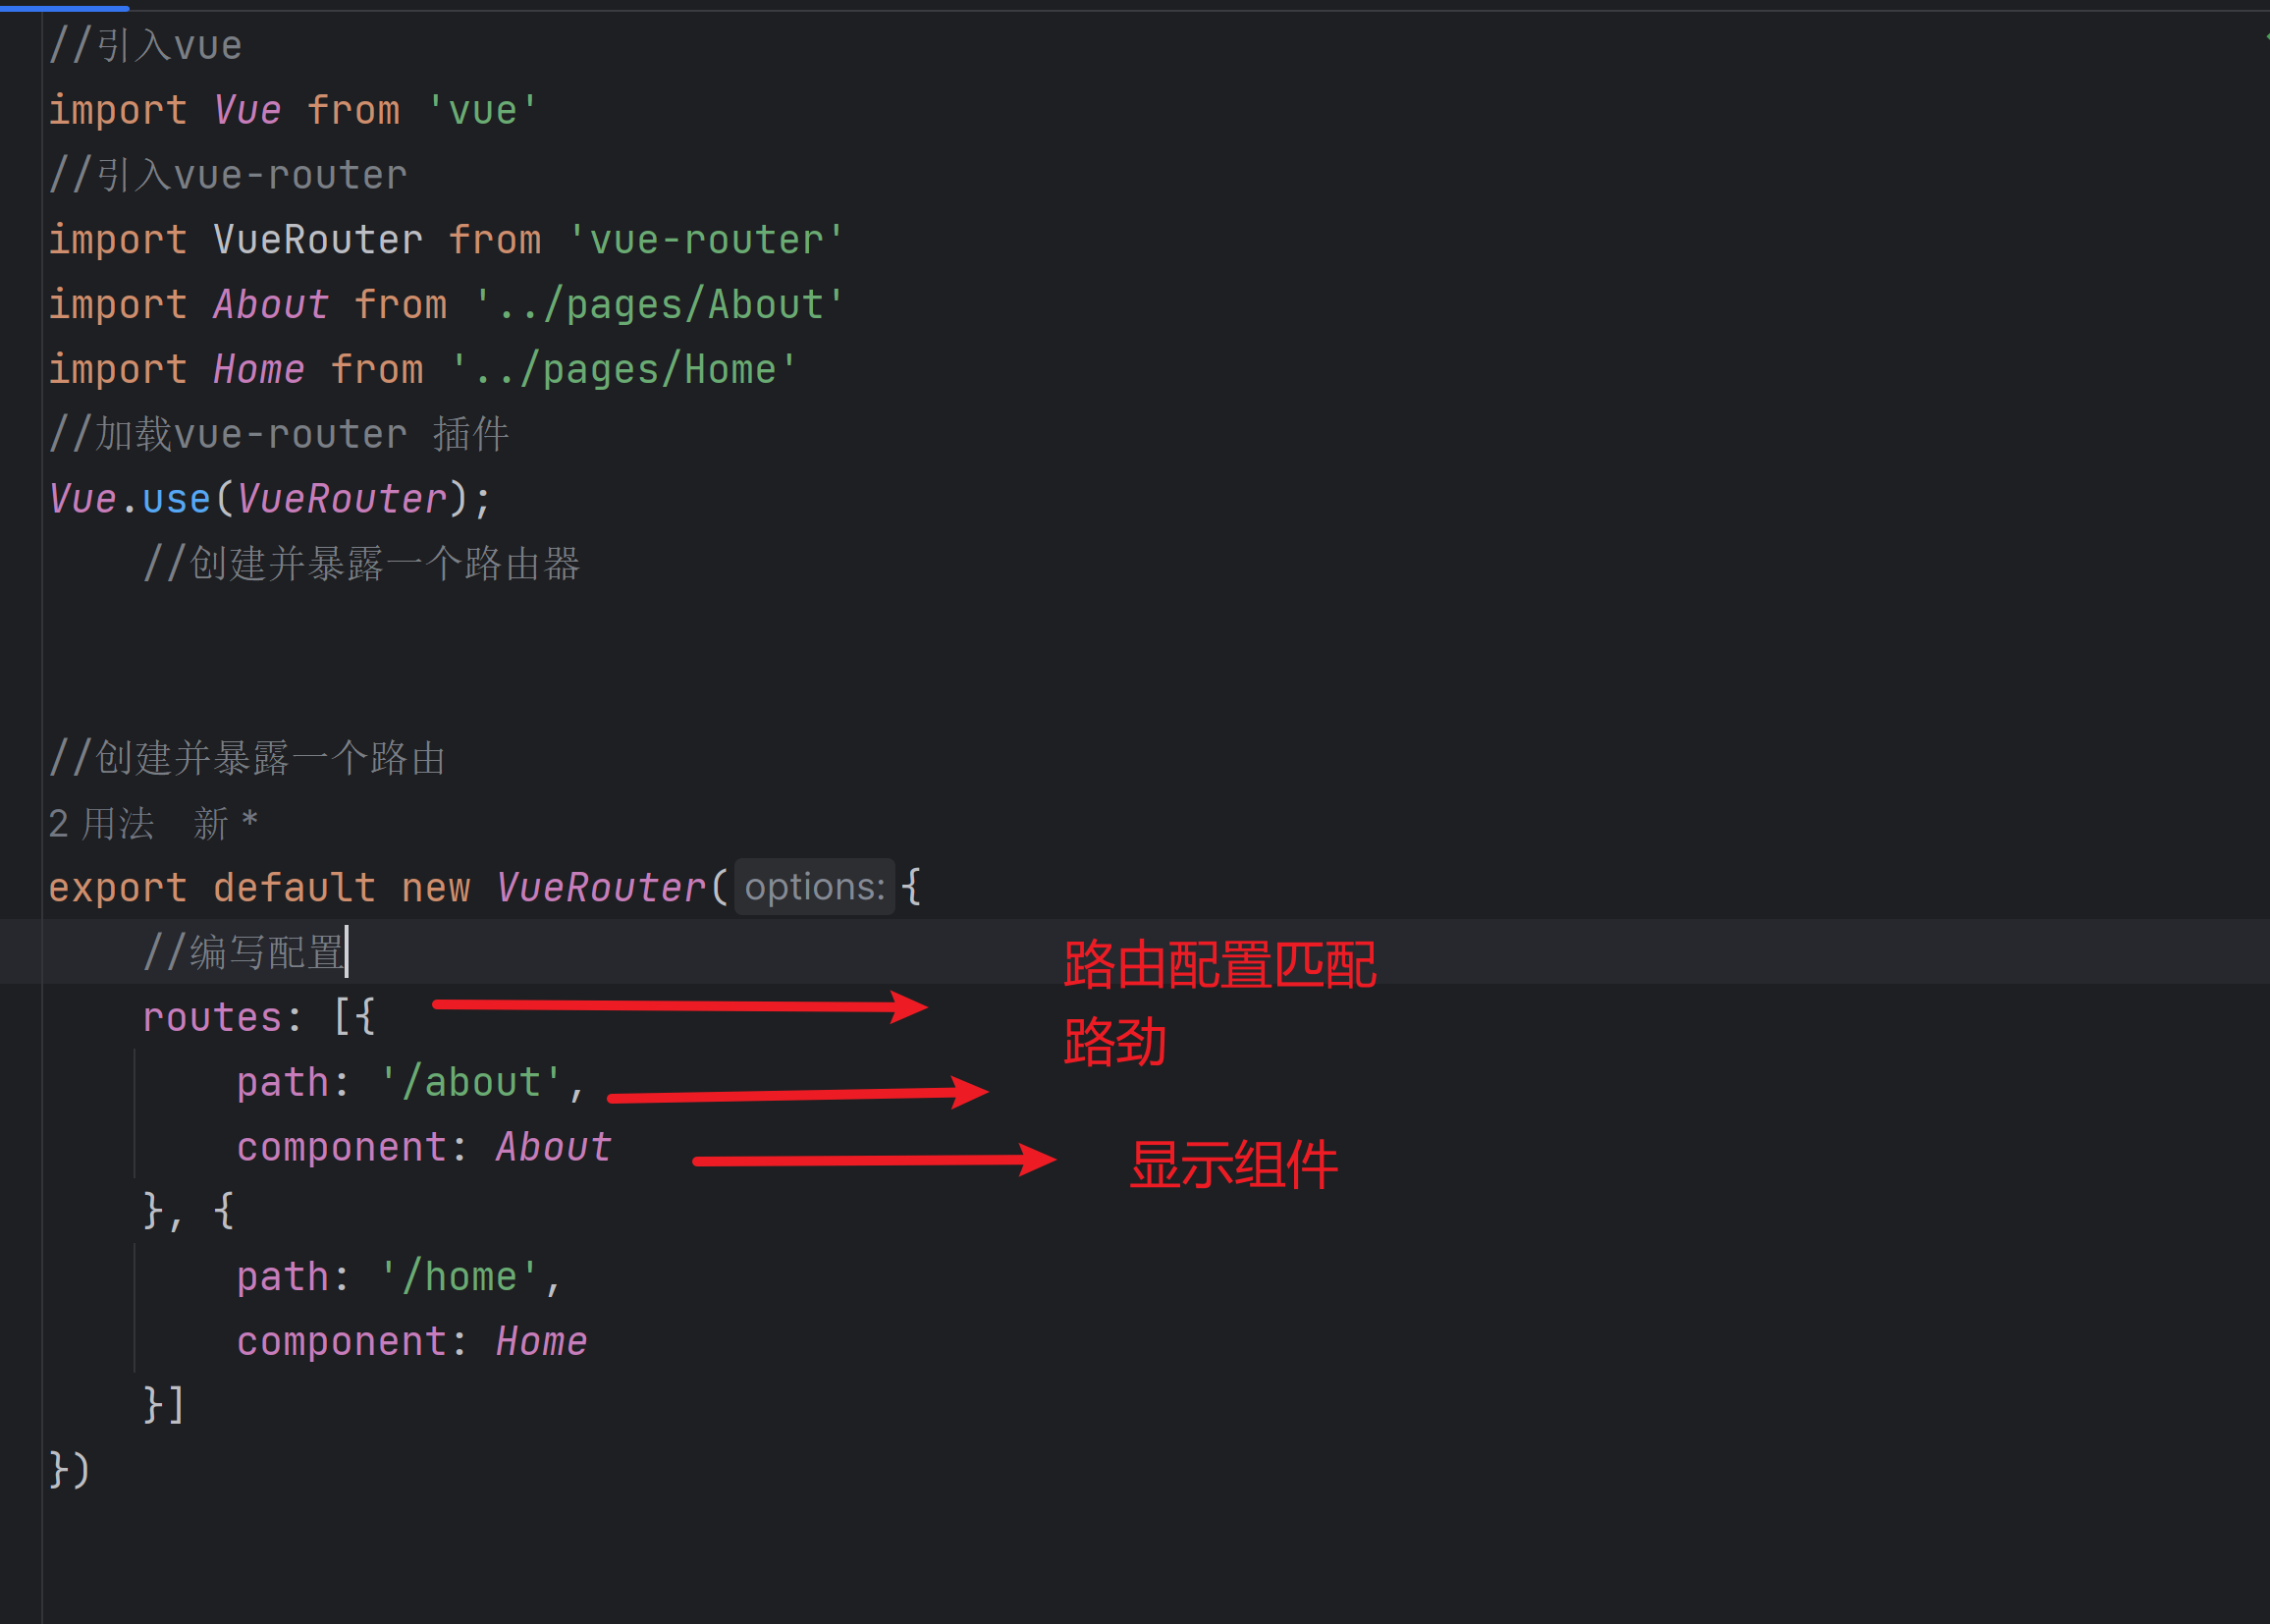 //引入vue
import Vue from 'vue'
//引入vue-router
import VueRouter from 'vue-router'
import About from '../pages/About'
import Home from '../pages/Home'
//加载vue-router 插件
Vue.use(VueRouter);
//创建并暴露一个路由器
//创建并暴露一个路由
2 用法 新 *
export default new VueRouter( options: {
//编写配置
路由配置匹配
routes: [{
路劲
path: '/about',
component: About
显示组件
}, {
path: '/home',
component: Home
}]
})